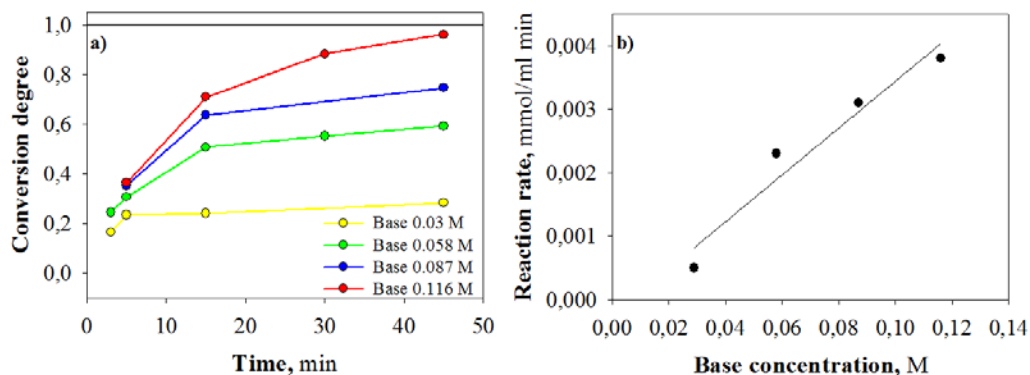 a)
1,0
0,8
0,6
0,4
0,2
0,0
Conversion degree
0 10 20 30 40 50
Time, min
Base 0.03 M
Base 0.058 M
Base 0.087 M
Base 0.116 M
b)
0,004
0,003
0,002
0,001
0,000
Reaction rate, mmol/ml min
0,00 0,02 0,04 0,06 0,08 0,10 0,12 0,14
Base concentration, M